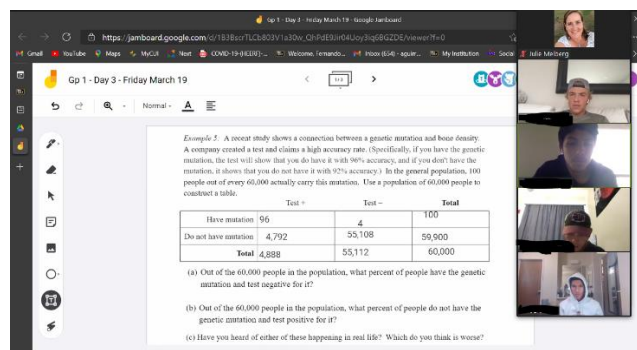 Gp 1 - Day 3 - Friday March 19 - Google Jamboard
Gmail YouTube Maps MyCUI Next COVID-19 Welcome, Fernando... My Institution Social
Julie Melberg
Gp 1 - Day 3 - Friday March 19
Normal
Example 5: A recent study shows a connection between a genetic mutation and bone density.
A company created a test and claims a high accuracy rate. (Specifically, if you have the genetic
mutation, the test will show that you do have it with 96% accuracy, and if you don't have the
mutation, it shows that you do not have it with 92% accuracy.) In the general population, 100
people out of every 60,000 actually carry this mutation. Use a population of 60,000 people to
construct a table.
Test + Test – Total
Have mutation 96 4 100
Do not have mutation 4,792 55,108 59,900
Total 4,888 55,112 60,000
(a) Out of the 60,000 people in the population, what percent of people have the genetic
mutation and test negative for it?
(b) Out of the 60,000 people in the population, what percent of people do not have the
genetic mutation and test positive for it?
(c) Have you heard of either of these happening in real life? Which do you think is worse?